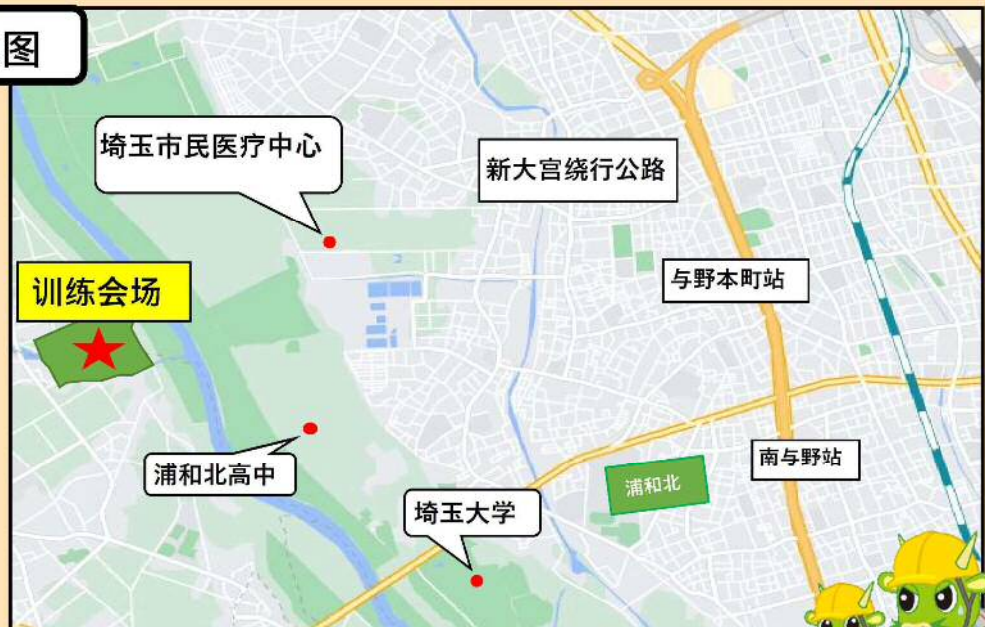 图
埼玉市民医疗中心
新大宫绕行公路
训练会场
与野本町站
浦和北高中
南与野站
浦和北
埼玉大学